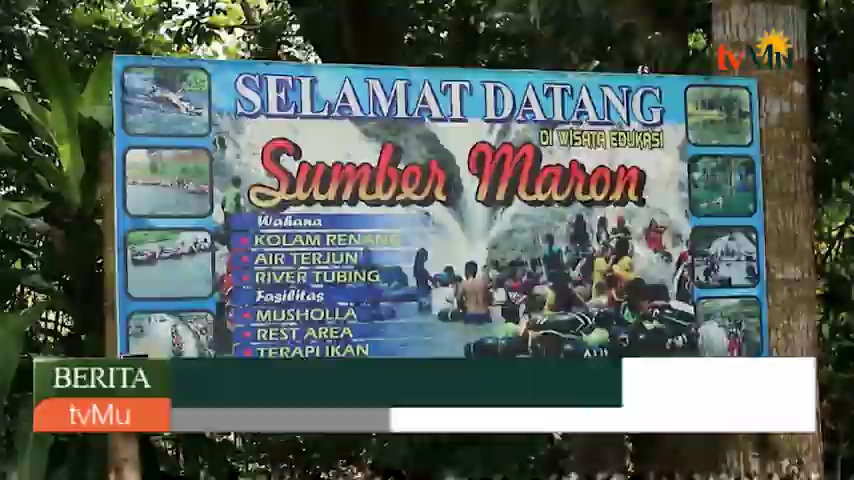 tvMu
SELAMAT DATANG
DI WISATA EDUKASI
Sumber Maron
Wahana
KOLAM RENANG
AIR TERJUN
RIVER TUBING
Fasilitas
MUSHOLLA
REST AREA
TERAPI IKAN
BERITA
tvMu